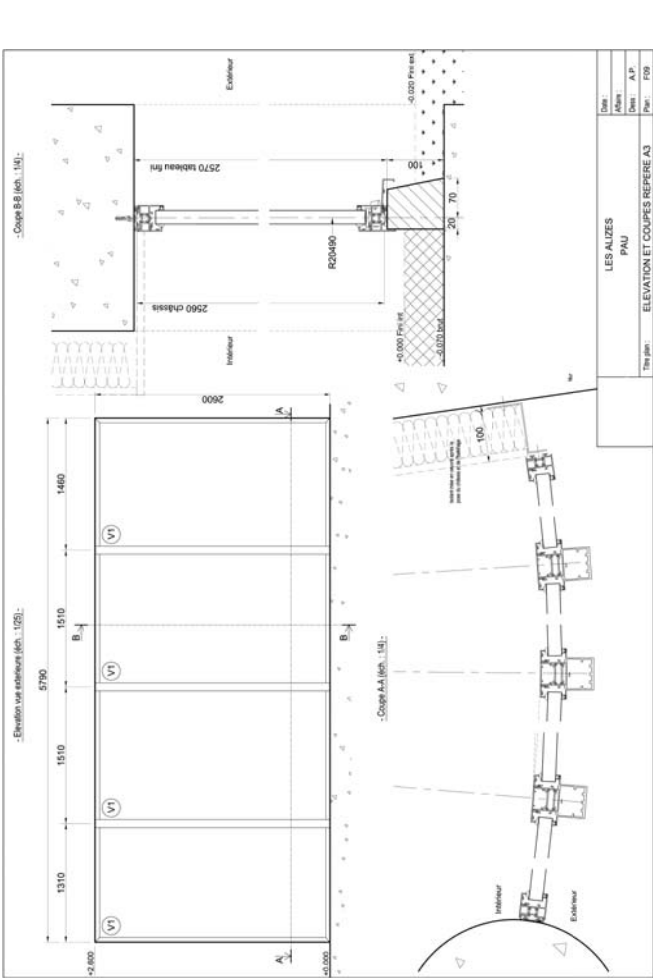 - Elévation vue extérieure (éch. : 1/25) -
5790
1310
1510
1510
1460
+2.600
+0.000
2600
V1
V1
V1
V1
A
A
B
B
- Coupe B-B (éch. : 1/4) -
Intérieur
Extérieur
2560 châssis
2570 tableau fini
R20490
+0.000 Fini int
-0.070 brut
-0.020 Fini ext
100
20
70
- Coupe A-A (éch. : 1/4) -
Intérieur
Extérieur
100
Mur
LES ALIZES
PAU
Titre plan :
ELEVATION ET COUPES REPERE A3
Date :
Affaire :
Dess : A.P.
Plan : F09